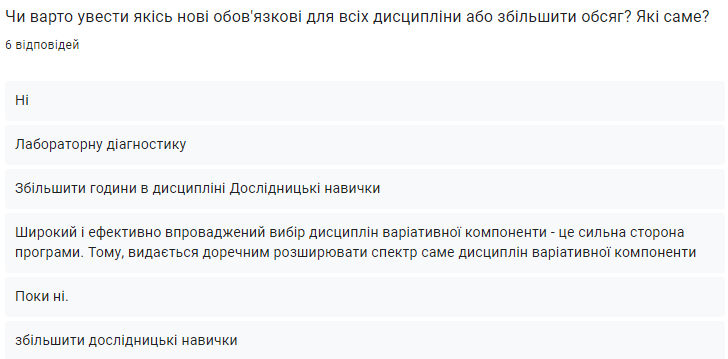 Чи варто увести якісь нові обов'язкові для всіх дисципліни або збільшити обсяг? Які саме?
6 відповідей
Ні
Лабораторну діагностику
Збільшити години в дисципліні Дослідницькі навички
Широкий і ефективно впроваджений вибір дисциплін варіативної компоненти - це сильна сторона
програми. Тому, видається доречним розширювати спектр саме дисциплін варіативної компоненти
Поки ні.
збільшити дослідницькі навички